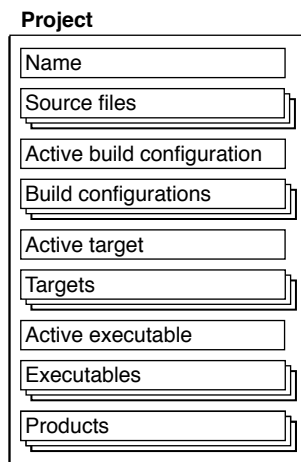 Project
Name
Source files
Active build configuration
Build configurations
Active target
Targets
Active executable
Executables
Products